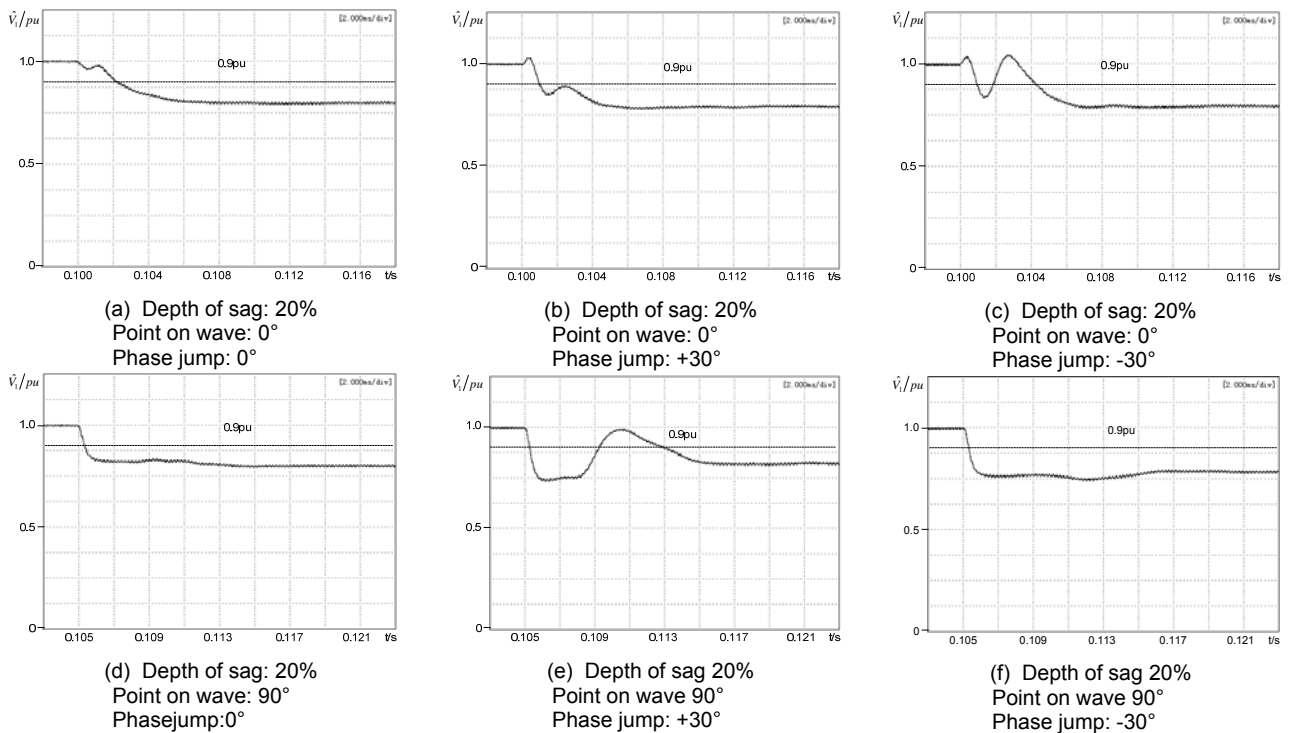 V̂₁/pu
[2.000ms/div]
1.0
0.9pu
0.5
0
0.100 0.104 0.108 0.112 0.116 t/s
(a) Depth of sag: 20%
Point on wave: 0°
Phase jump: 0°
V̂₁/pu
[2.000ms/div]
1.0
0.9pu
0.5
0
0.100 0.104 0.108 0.112 0.116 t/s
(b) Depth of sag: 20%
Point on wave: 0°
Phase jump: +30°
V̂₁/pu
[2.000ms/div]
1.0
0.9pu
0.5
0
0.100 0.104 0.108 0.112 0.116 t/s
(c) Depth of sag: 20%
Point on wave: 0°
Phase jump: -30°
V̂₁/pu
[2.000ms/div]
1.0
0.9pu
0.5
0
0.105 0.109 0.113 0.117 0.121 t/s
(d) Depth of sag: 20%
Point on wave: 90°
Phasejump:0°
V̂₁/pu
[2.000ms/div]
1.0
0.9pu
0.5
0
0.105 0.109 0.113 0.117 0.121 t/s
(e) Depth of sag 20%
Point on wave 90°
Phase jump: +30°
V̂₁/pu
[2.000ms/div]
1.0
0.9pu
0.5
0
0.105 0.109 0.113 0.117 0.121 t/s
(f) Depth of sag 20%
Point on wave 90°
Phase jump: -30°